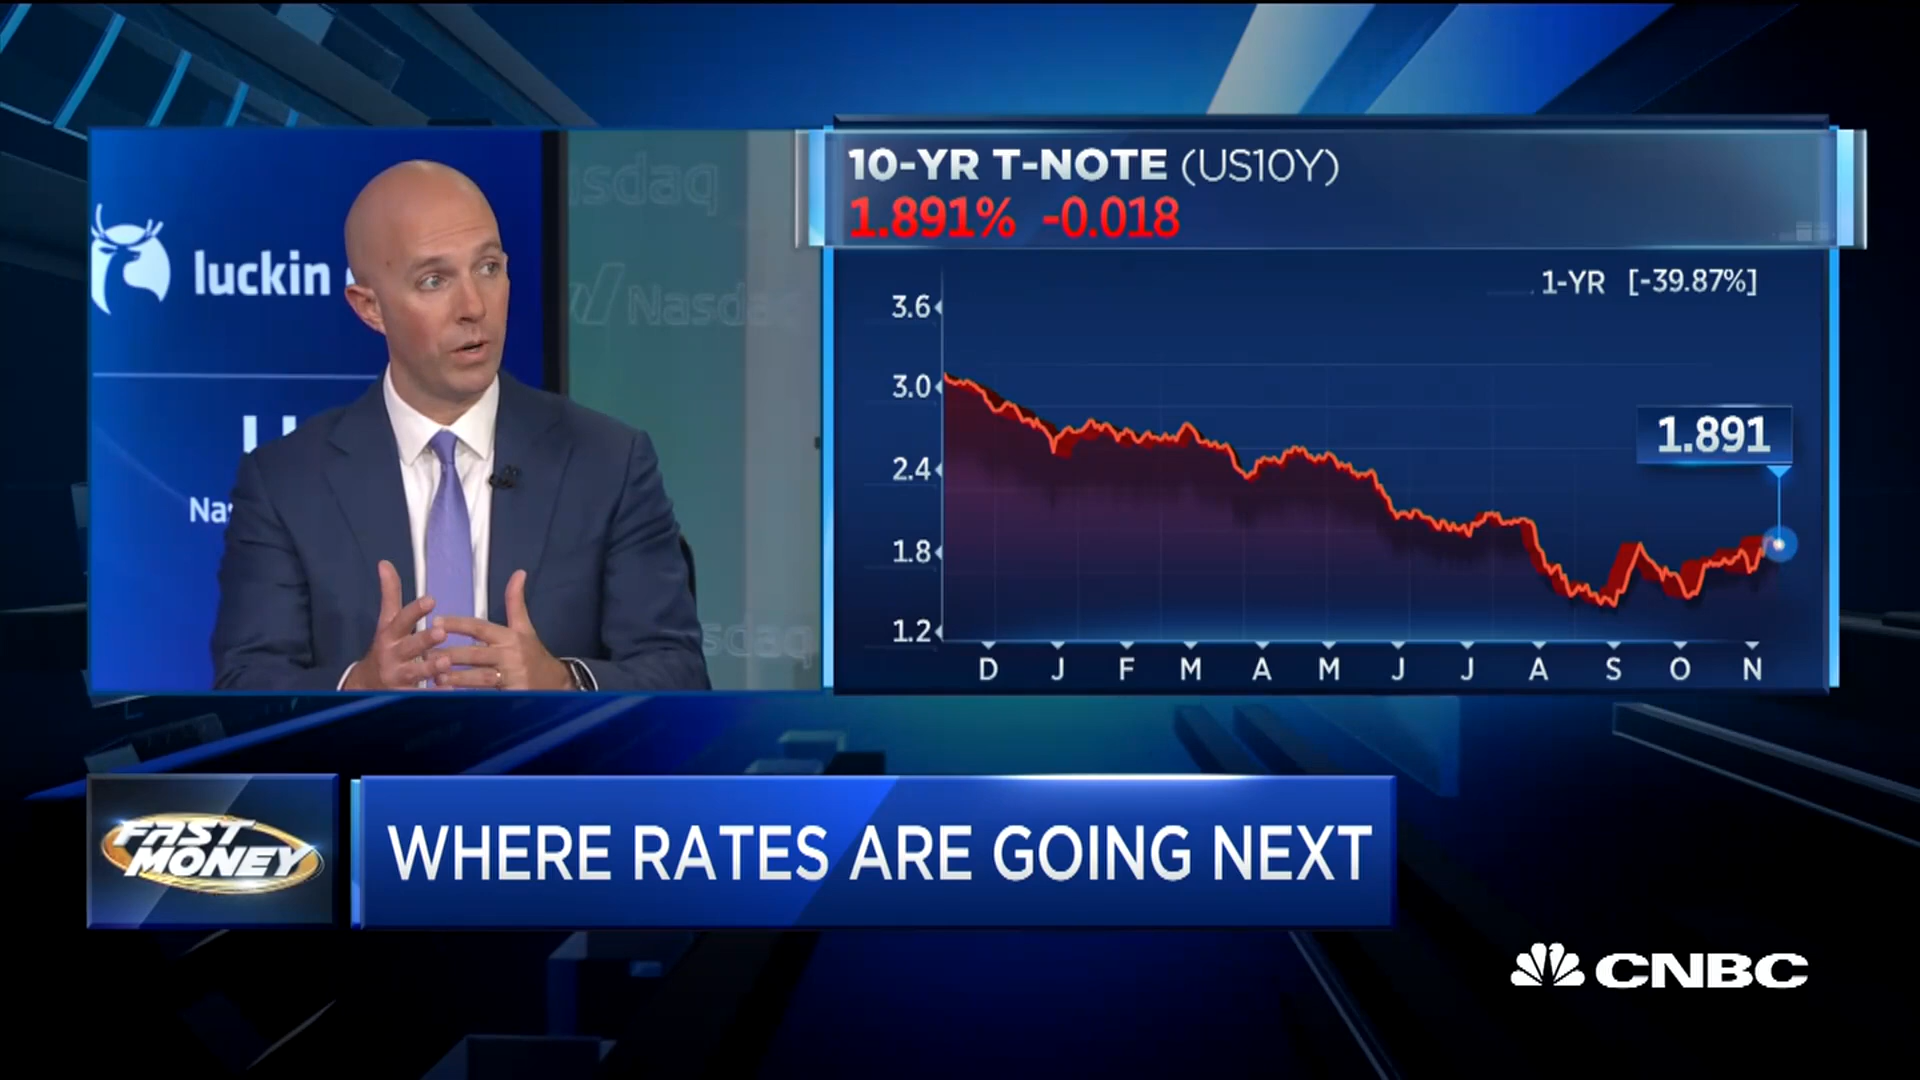 luckin
Nas
Nasdaq
sdaq
10-YR T-NOTE (US10Y)
1.891% -0.018
1-YR [-39.87%]
3.6
3.0
2.4
1.8
1.2
1.891
D J F M A M J J A S O N
FAST
MONEY
WHERE RATES ARE GOING NEXT
CNBC